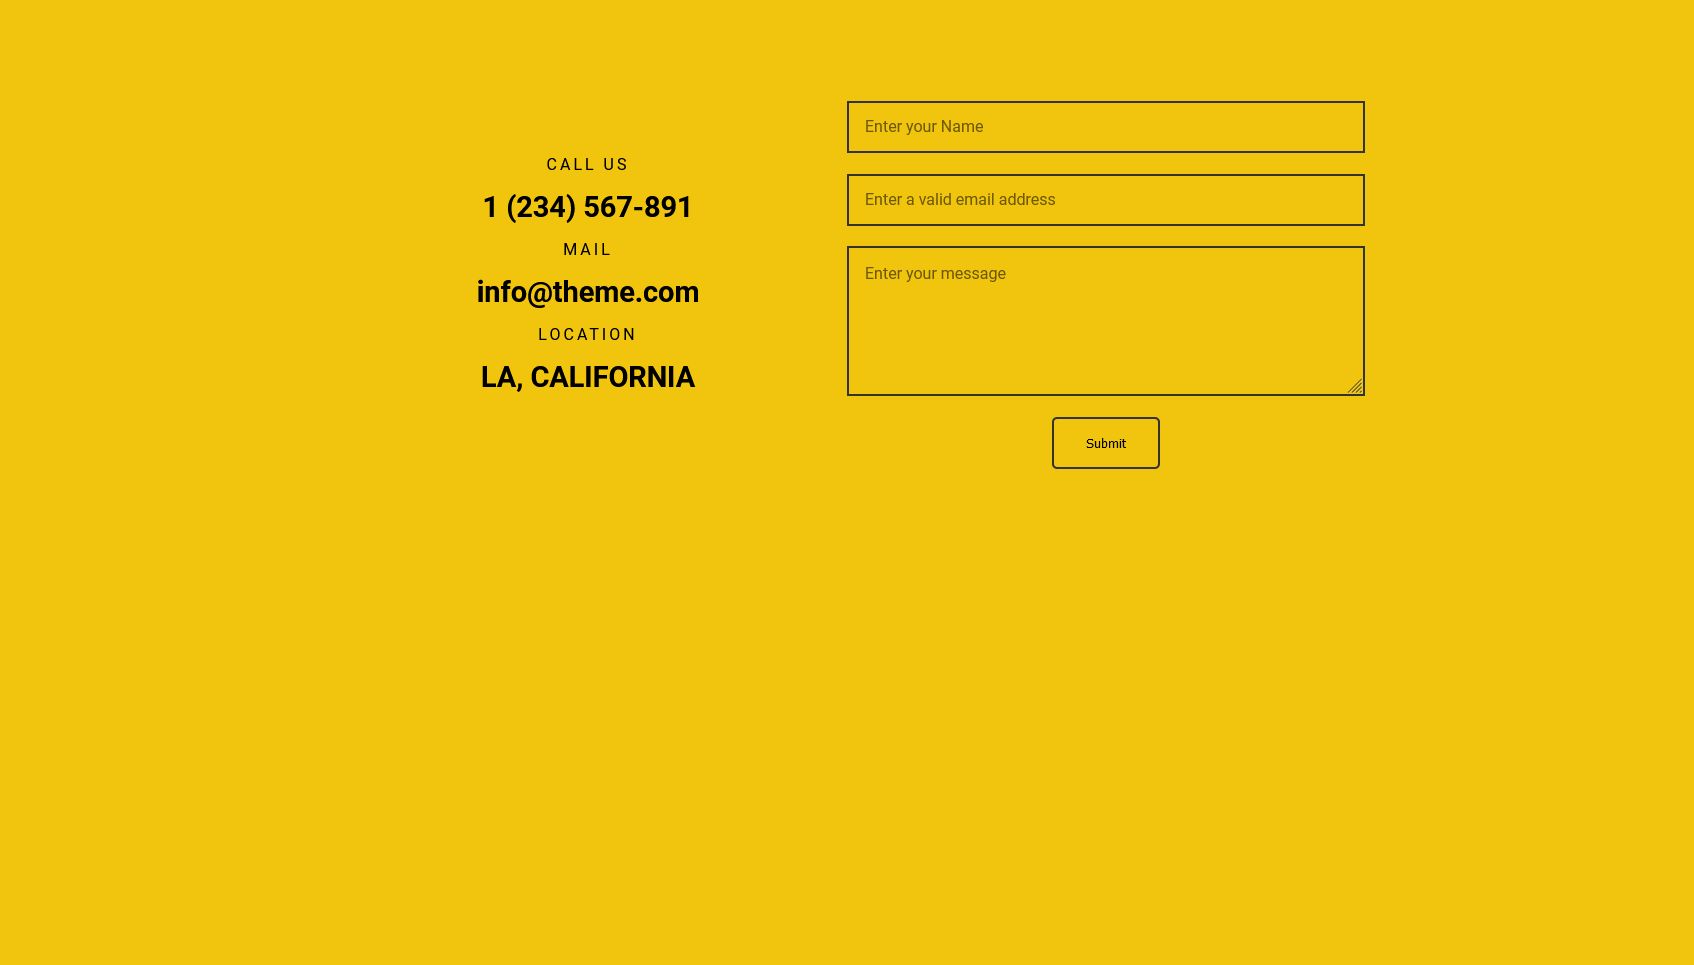 CALL US
1 (234) 567-891
MAIL
info@theme.com
LOCATION
LA, CALIFORNIA
Enter your Name
Enter a valid email address
Enter your message
Submit